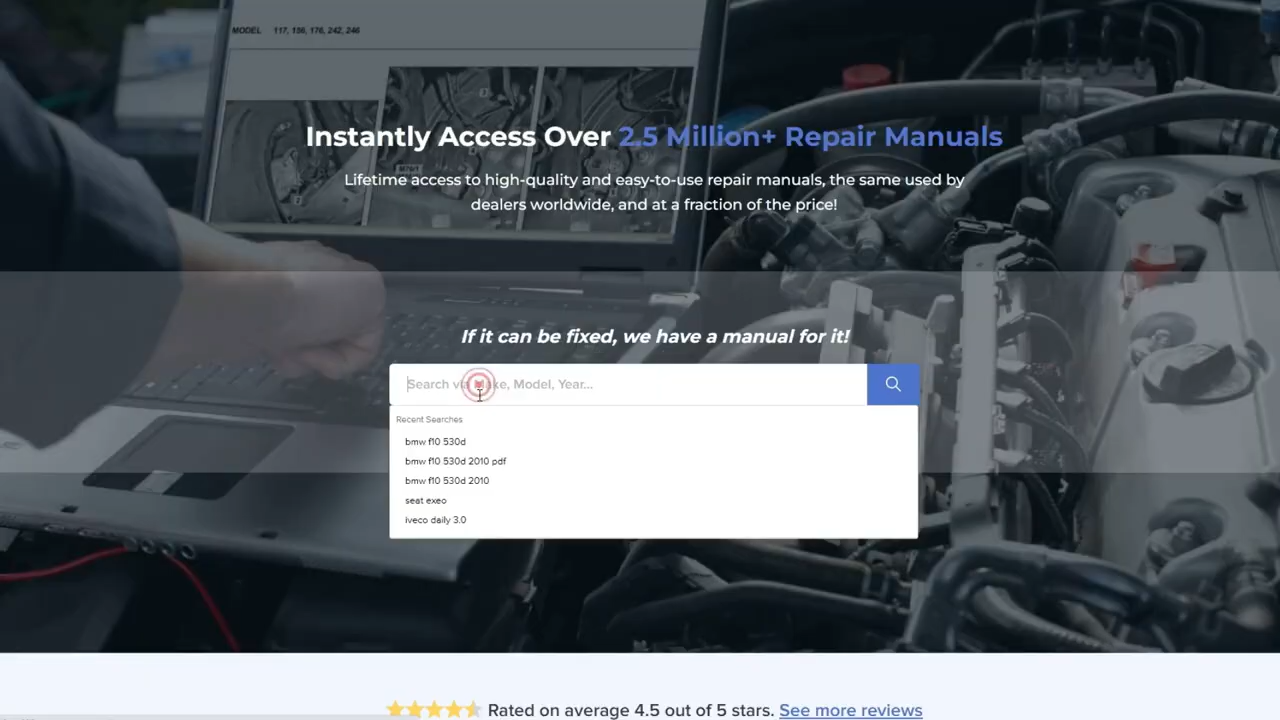 MODEL 117, 156, 176, 242, 246
Instantly Access Over 2.5 Million+ Repair Manuals
Lifetime access to high-quality and easy-to-use repair manuals, the same used by
dealers worldwide, and at a fraction of the price!
If it can be fixed, we have a manual for it!
Search via Make, Model, Year...
Recent Searches
bmw f10 530d
bmw f10 530d 2010 pdf
bmw f10 530d 2010
seat exeo
iveco daily 3.0
Rated on average 4.5 out of 5 stars. See more reviews